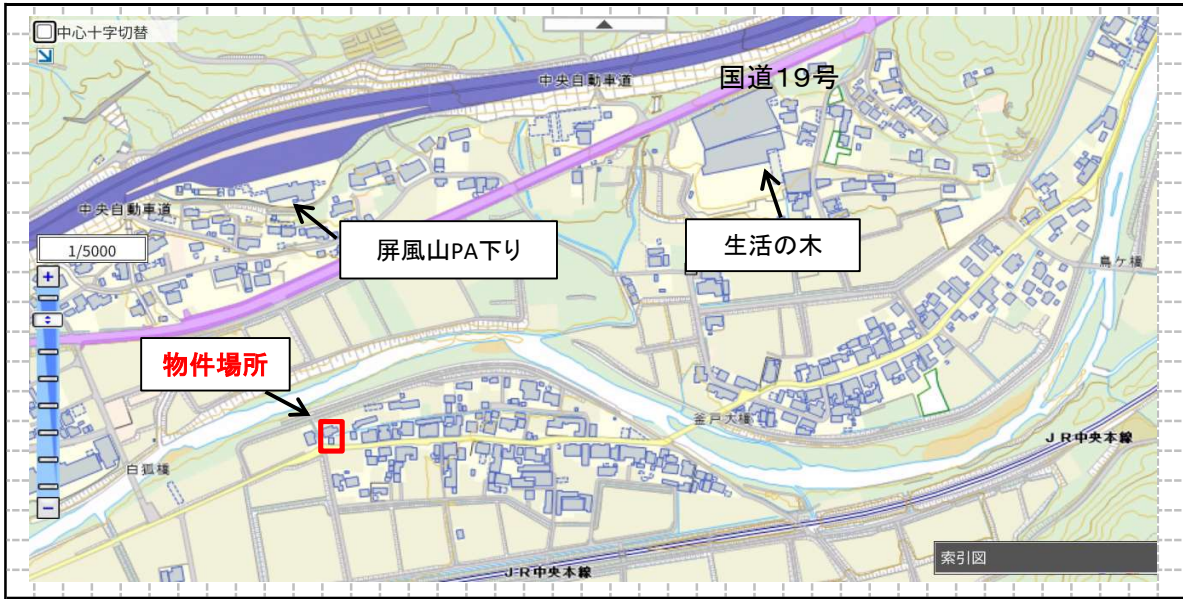 中心十字切替
中央自動車道
国道19号
中央自動車道
屏風山PA下り
生活の木
1/5000
鳥ケ橋
+
物件場所
釜戸大橋
JR中央本線
白狐橋
−
索引図
JR中央本線